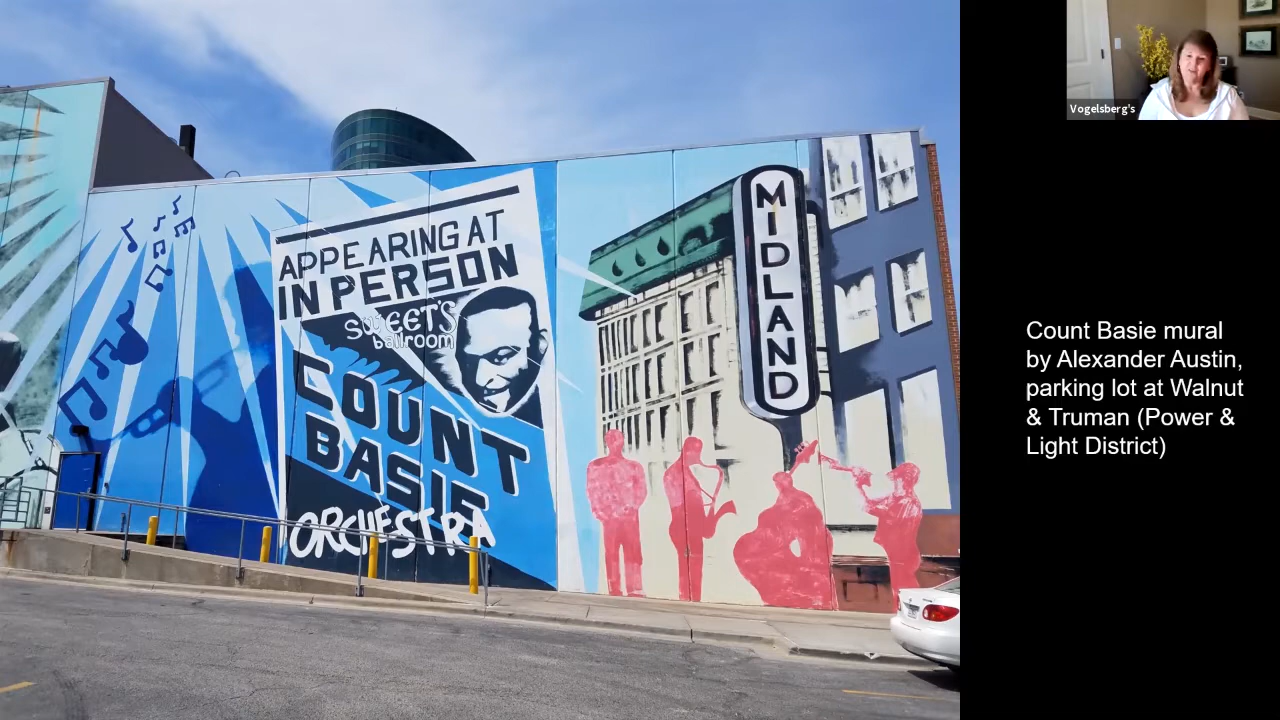 APPEARING AT
IN PERSON
SWEET'S
ballroom
COUNT
BASIE
ORCHESTRA
MIDLAND
Vogelsberg's
Count Basie mural
by Alexander Austin,
parking lot at Walnut
& Truman (Power &
Light District)